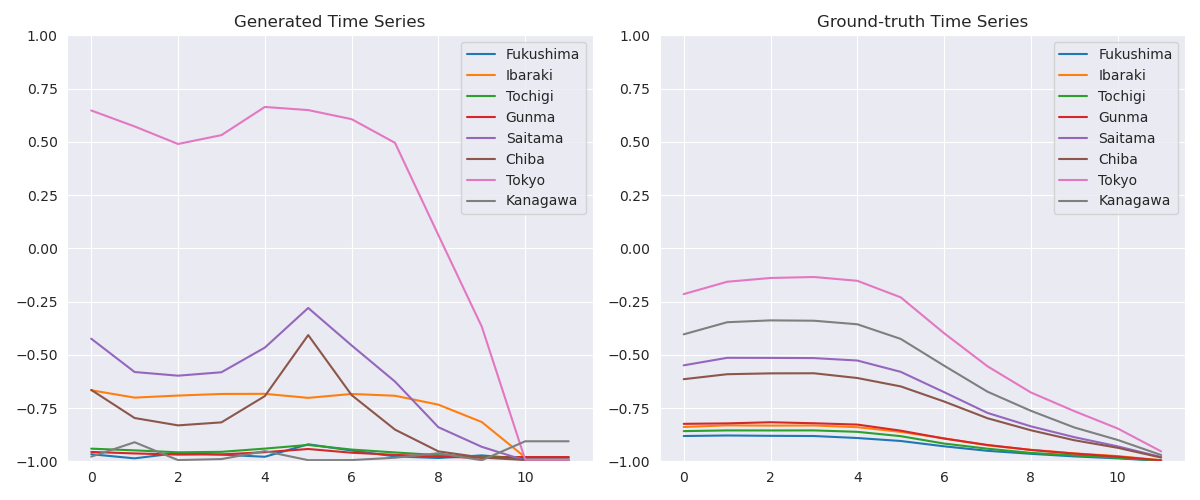 Generated Time Series
1.00
0.75
0.50
0.25
0.00
−0.25
−0.50
−0.75
−1.00
0 2 4 6 8 10
Fukushima
Ibaraki
Tochigi
Gunma
Saitama
Chiba
Tokyo
Kanagawa
Ground-truth Time Series
1.00
0.75
0.50
0.25
0.00
−0.25
−0.50
−0.75
−1.00
0 2 4 6 8 10
Fukushima
Ibaraki
Tochigi
Gunma
Saitama
Chiba
Tokyo
Kanagawa